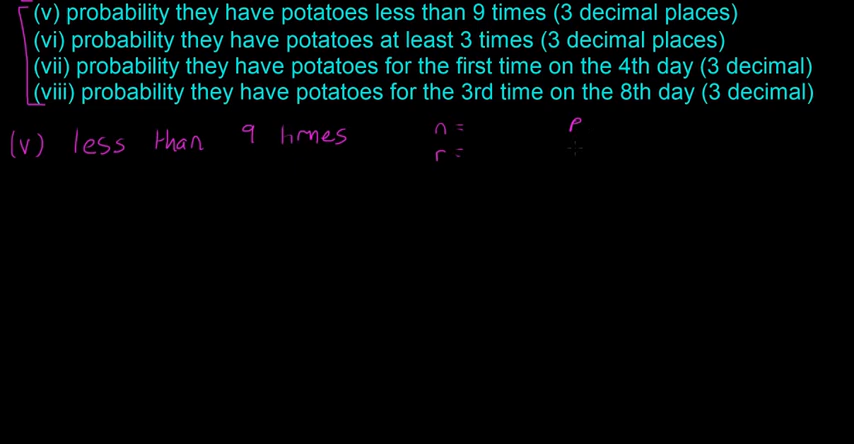 (v) probability they have potatoes less than 9 times (3 decimal places)
(vi) probability they have potatoes at least 3 times (3 decimal places)
(vii) probability they have potatoes for the first time on the 4th day (3 decimal)
(viii) probability they have potatoes for the 3rd time on the 8th day (3 decimal)
(v) less than 9 times n = p
r =